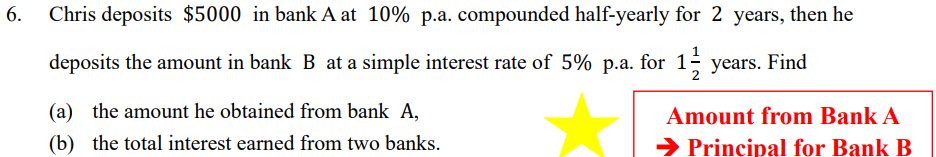 6. Chris deposits $5000 in bank A at 10% p.a. compounded half-yearly for 2 years, then he
deposits the amount in bank B at a simple interest rate of 5% p.a. for 1 1/2 years. Find
(a) the amount he obtained from bank A,
(b) the total interest earned from two banks.
Amount from Bank A
➔ Principal for Bank B